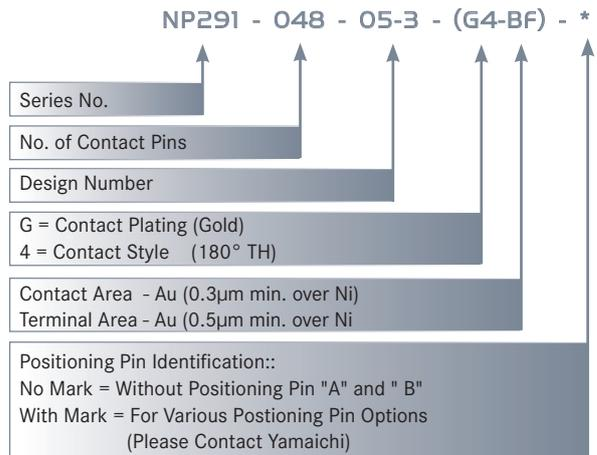 NP291 - 048 - 05-3 - (G4-BF) - *
Series No.
No. of Contact Pins
Design Number
G = Contact Plating (Gold)
4 = Contact Style (180° TH)
Contact Area - Au (0.3µm min. over Ni)
Terminal Area - Au (0.5µm min. over Ni
Positioning Pin Identification::
No Mark = Without Positioning Pin "A" and " B"
With Mark = For Various Postioning Pin Options
(Please Contact Yamaichi)